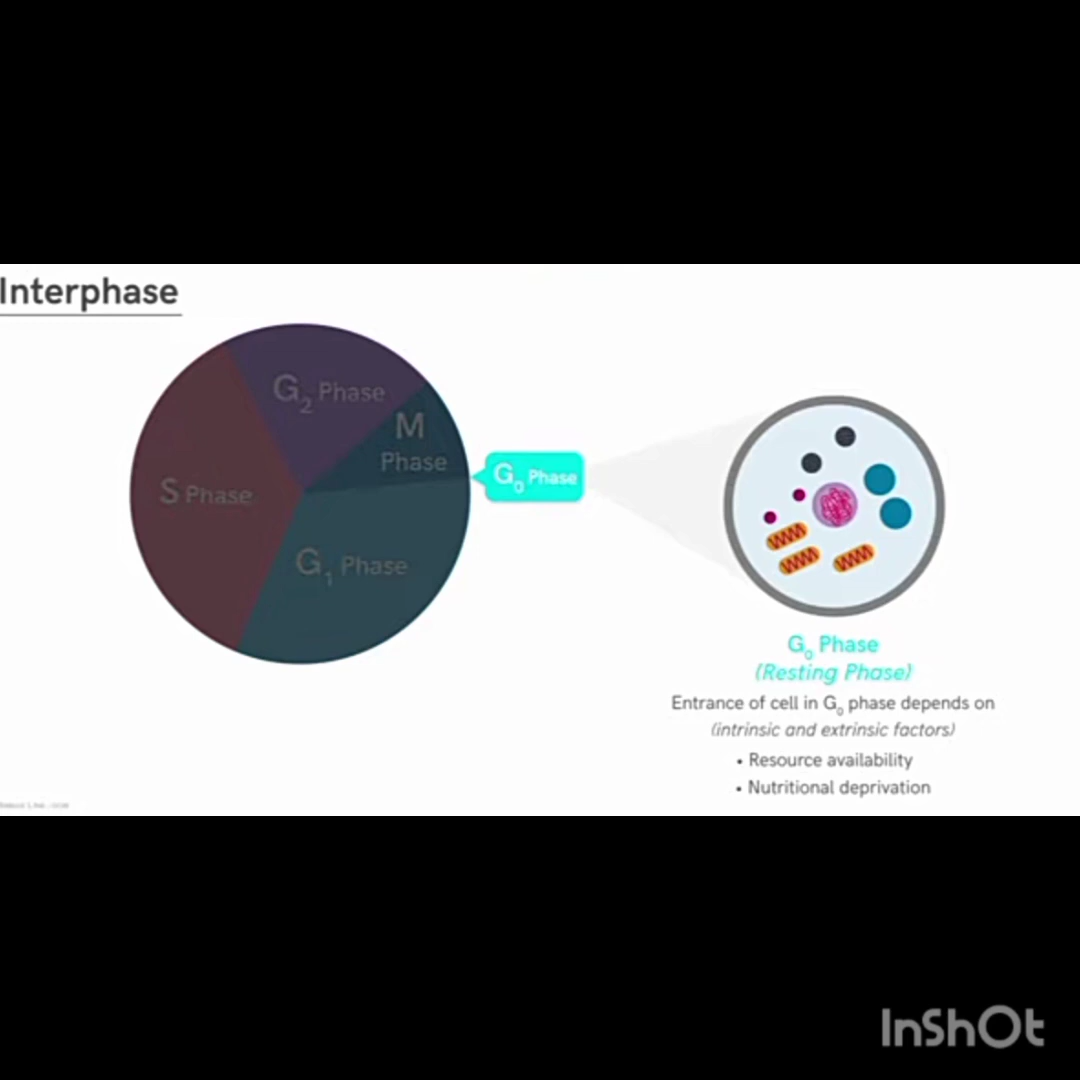 Interphase
G₂ Phase
M
Phase
G₀ Phase
S Phase
G₁ Phase
G₀ Phase
(Resting Phase)
Entrance of cell in G₀ phase depends on
(intrinsic and extrinsic factors)
• Resource availability
• Nutritional deprivation
InShOt